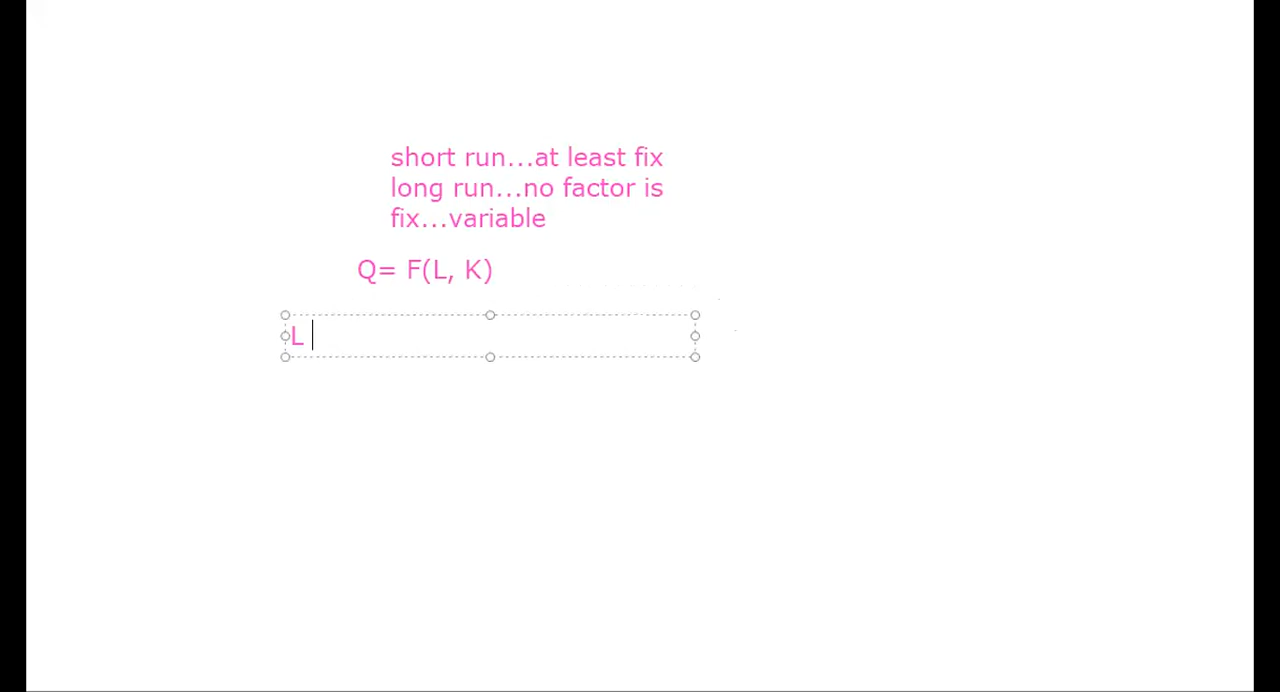 short run...at least fix
long run...no factor is
fix...variable
Q= F(L, K)
L